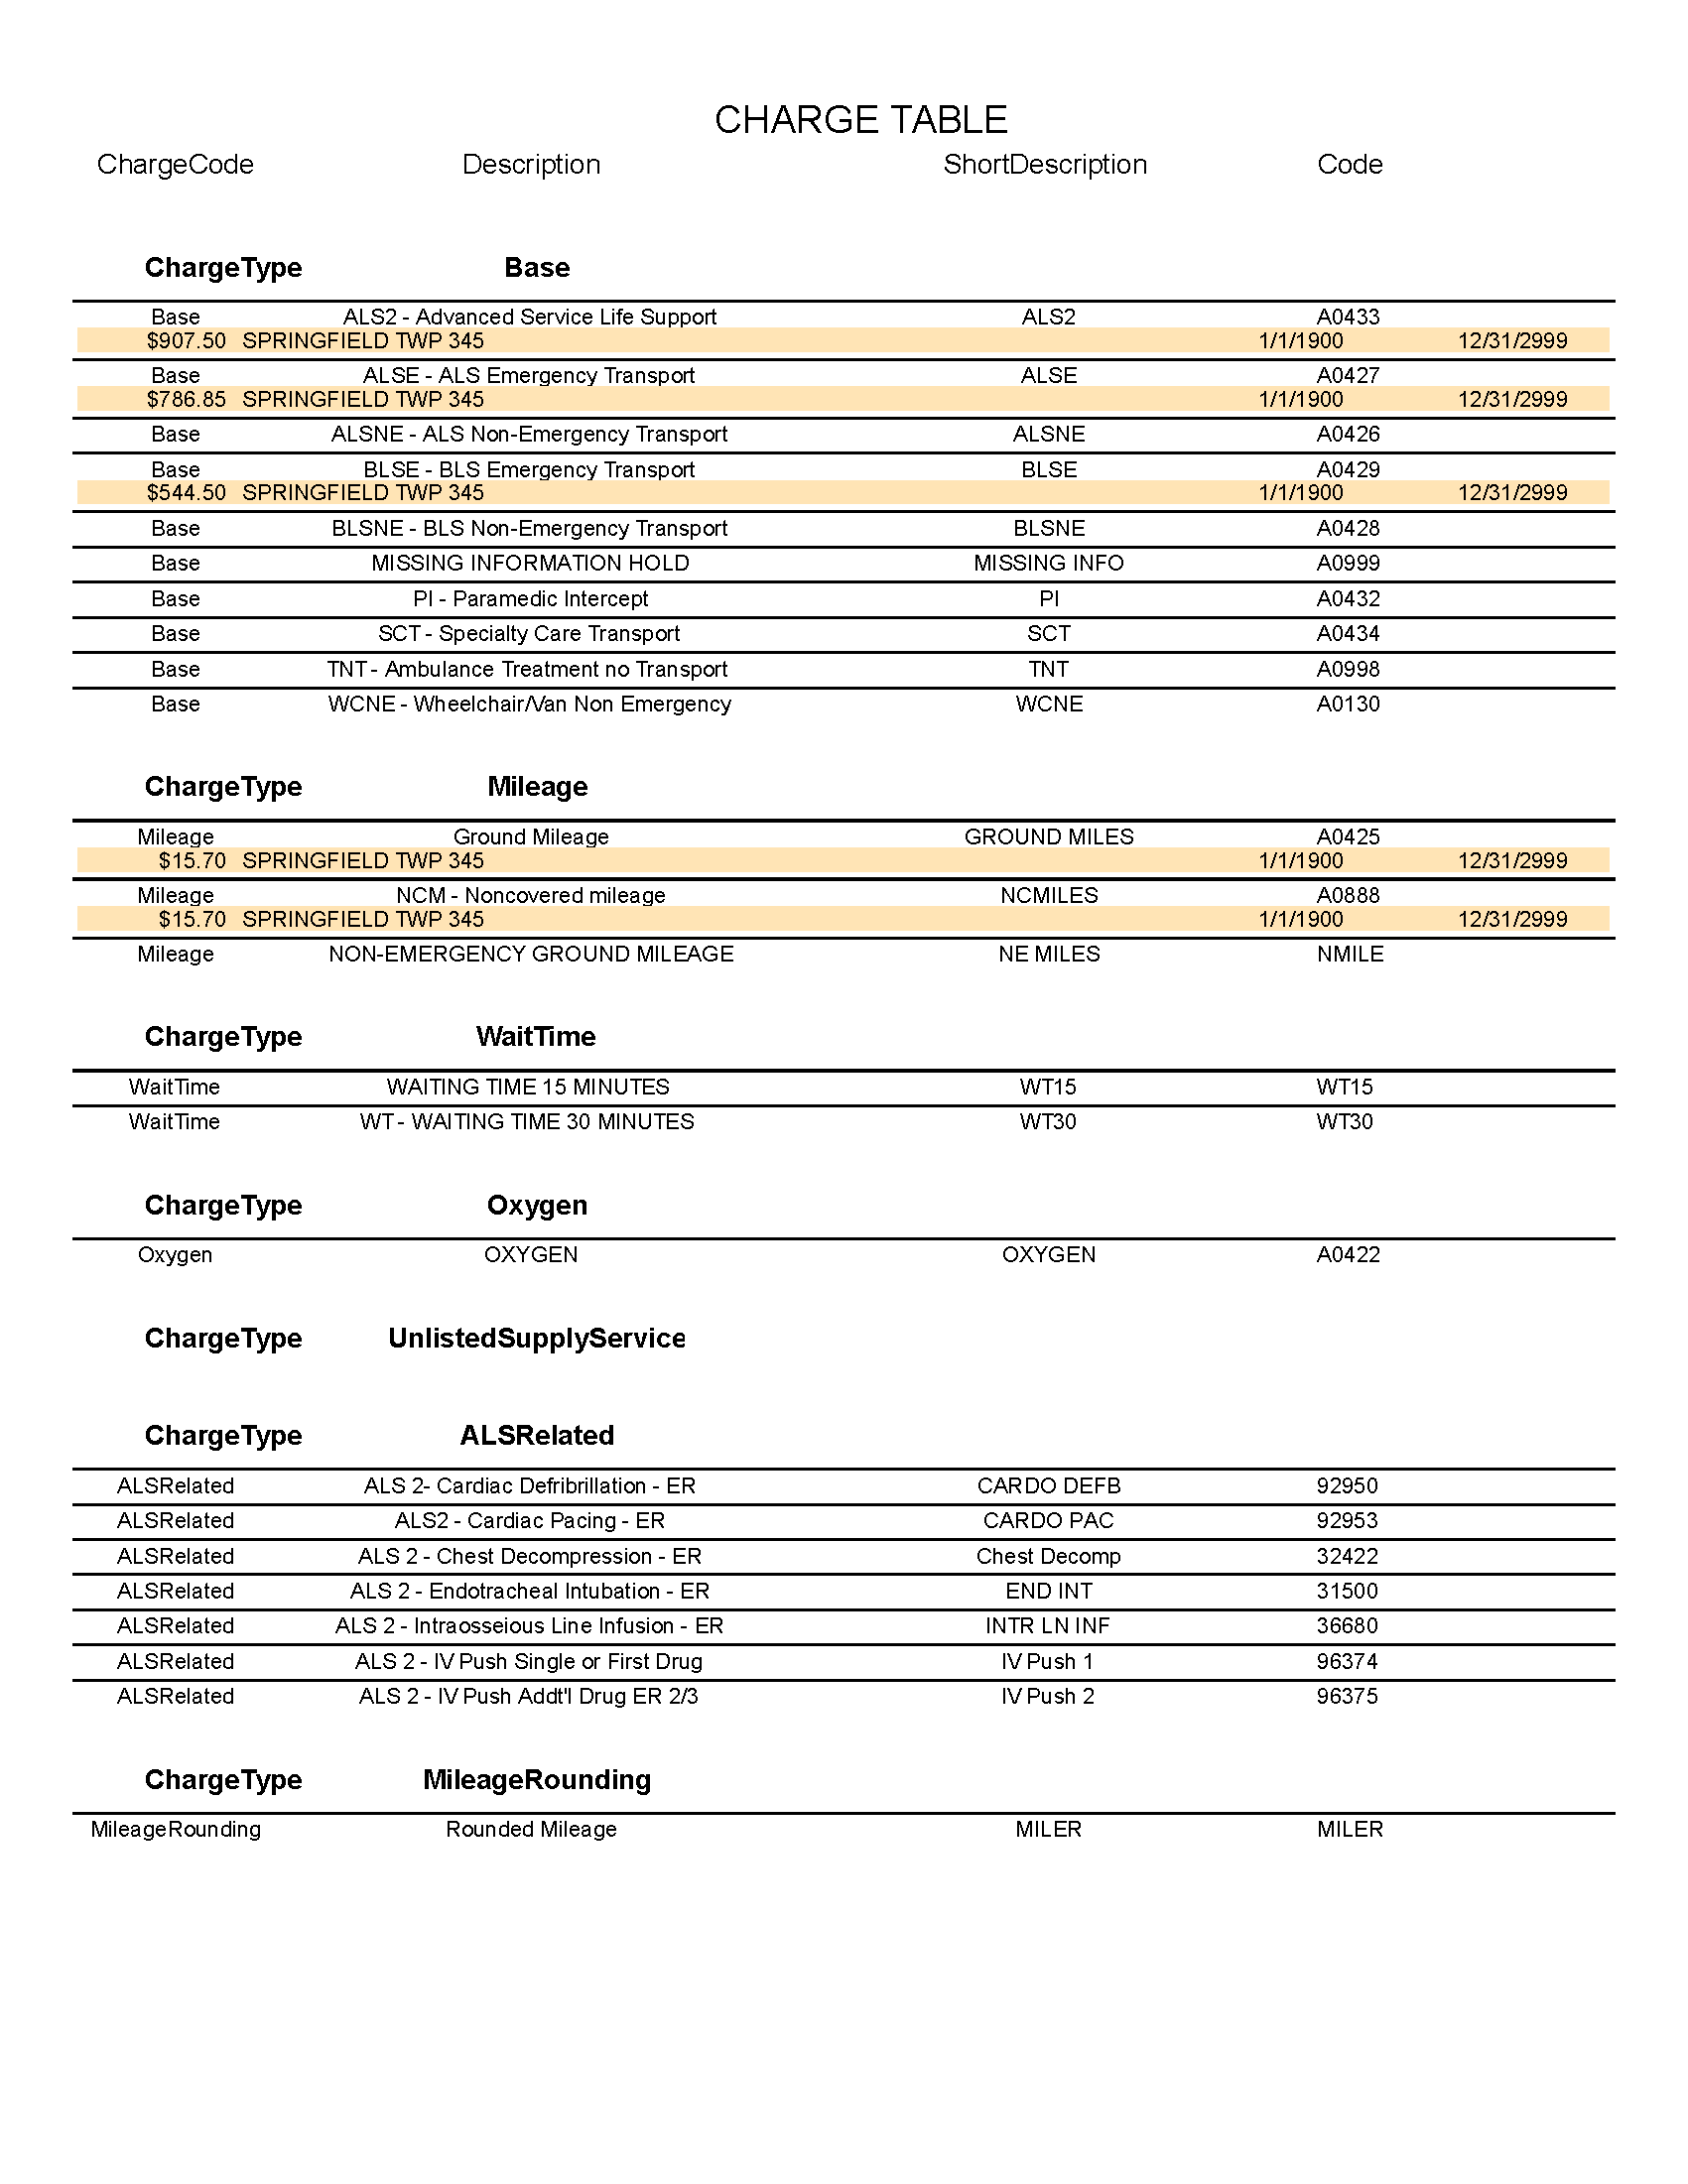 CHARGE TABLE
ChargeCode Description ShortDescription Code
ChargeType Base
Base ALS2 - Advanced Service Life Support ALS2 A0433
$907.50 SPRINGFIELD TWP 345 1/1/1900 12/31/2999
Base ALSE - ALS Emergency Transport ALSE A0427
$786.85 SPRINGFIELD TWP 345 1/1/1900 12/31/2999
Base ALSNE - ALS Non-Emergency Transport ALSNE A0426
Base BLSE - BLS Emergency Transport BLSE A0429
$544.50 SPRINGFIELD TWP 345 1/1/1900 12/31/2999
Base BLSNE - BLS Non-Emergency Transport BLSNE A0428
Base MISSING INFORMATION HOLD MISSING INFO A0999
Base PI - Paramedic Intercept PI A0432
Base SCT - Specialty Care Transport SCT A0434
Base TNT - Ambulance Treatment no Transport TNT A0998
Base WCNE - Wheelchair/Van Non Emergency WCNE A0130
ChargeType Mileage
Mileage Ground Mileage GROUND MILES A0425
$15.70 SPRINGFIELD TWP 345 1/1/1900 12/31/2999
Mileage NCM - Noncovered mileage NCMILES A0888
$15.70 SPRINGFIELD TWP 345 1/1/1900 12/31/2999
Mileage NON-EMERGENCY GROUND MILEAGE NE MILES NMILE
ChargeType WaitTime
WaitTime WAITING TIME 15 MINUTES WT15 WT15
WaitTime WT - WAITING TIME 30 MINUTES WT30 WT30
ChargeType Oxygen
Oxygen OXYGEN OXYGEN A0422
ChargeType UnlistedSupplyService
ChargeType ALSRelated
ALSRelated ALS 2- Cardiac Defribrillation - ER CARDO DEFB 92950
ALSRelated ALS2 - Cardiac Pacing - ER CARDO PAC 92953
ALSRelated ALS 2 - Chest Decompression - ER Chest Decomp 32422
ALSRelated ALS 2 - Endotracheal Intubation - ER END INT 31500
ALSRelated ALS 2 - Intraosseious Line Infusion - ER INTR LN INF 36680
ALSRelated ALS 2 - IV Push Single or First Drug IV Push 1 96374
ALSRelated ALS 2 - IV Push Addt'l Drug ER 2/3 IV Push 2 96375
ChargeType MileageRounding
MileageRounding Rounded Mileage MILER MILER